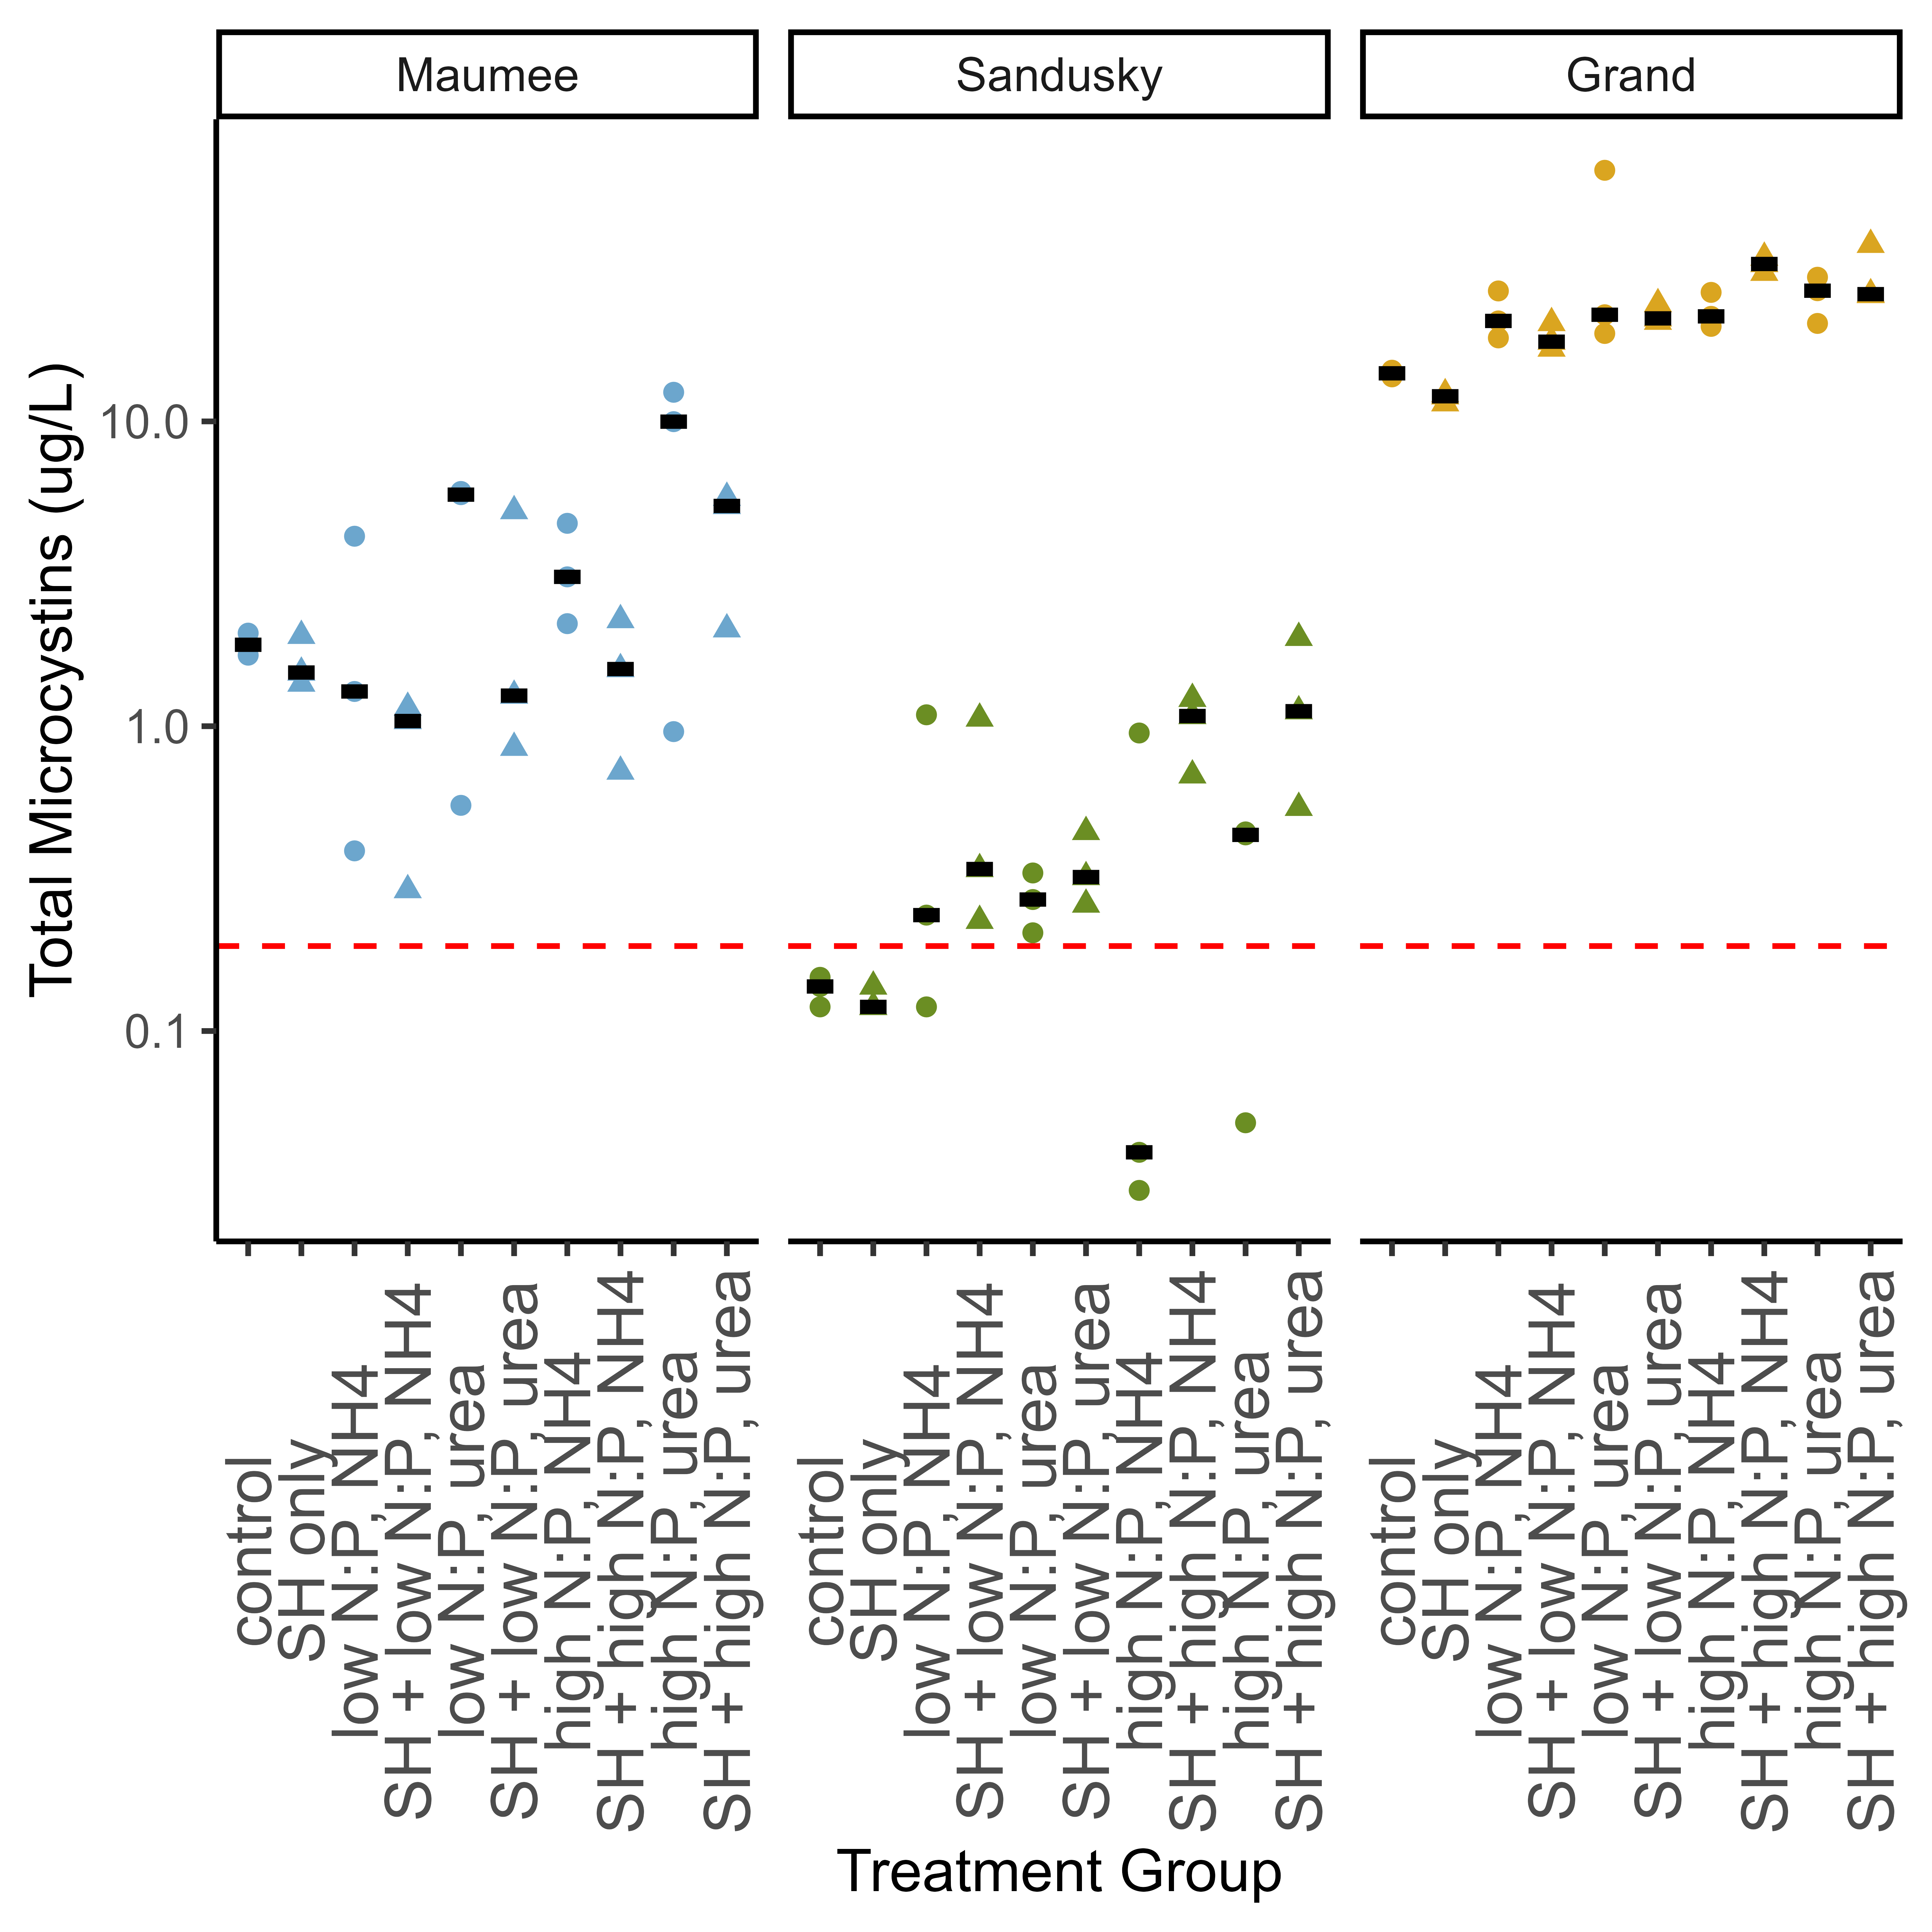 Maumee
Sandusky
Grand
Total Microcystins (ug/L)
10.0
1.0
0.1
control
SH only
low N:P, NH4
SH + low N:P, NH4
low N:P, urea
SH + low N:P, urea
high N:P, NH4
SH + high N:P, NH4
high N:P, urea
SH + high N:P, urea
control
SH only
low N:P, NH4
SH + low N:P, NH4
low N:P, urea
SH + low N:P, urea
high N:P, NH4
SH + high N:P, NH4
high N:P, urea
SH + high N:P, urea
control
SH only
low N:P, NH4
SH + low N:P, NH4
low N:P, urea
SH + low N:P, urea
high N:P, NH4
SH + high N:P, NH4
high N:P, urea
SH + high N:P, urea
Treatment Group